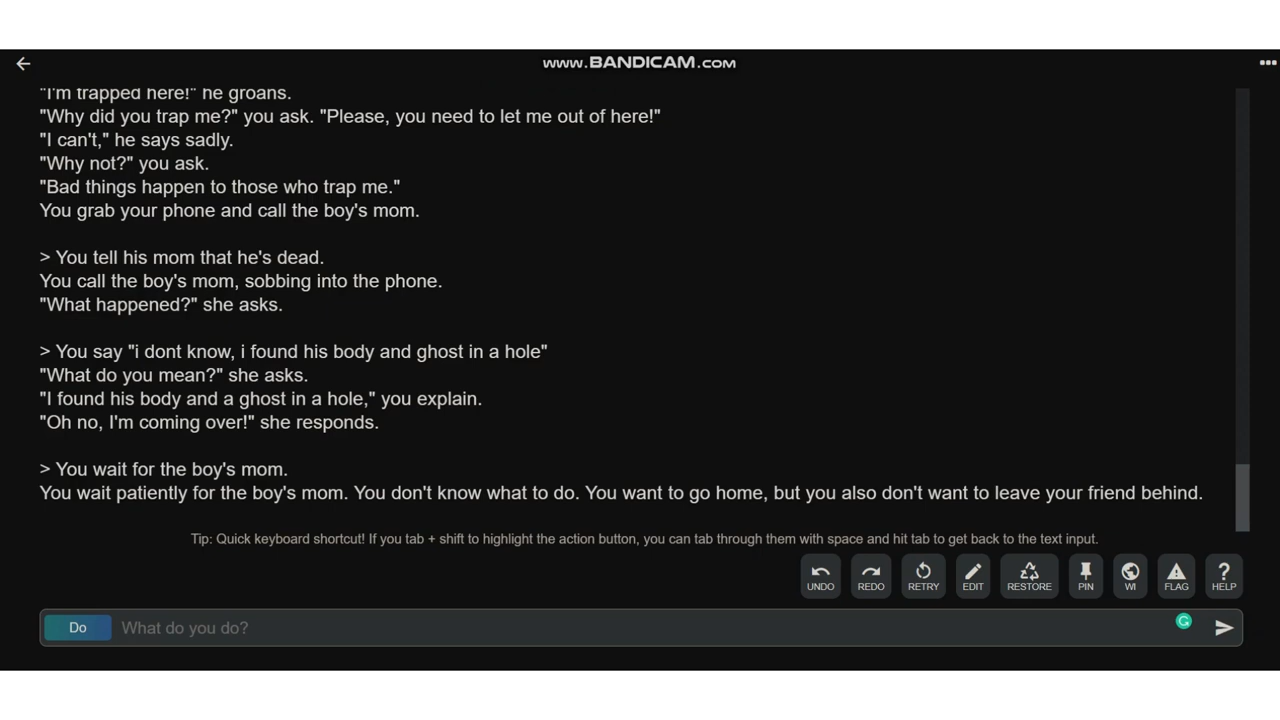 www.BANDICAM.com
"I'm trapped here!" he groans.
"Why did you trap me?" you ask. "Please, you need to let me out of here!"
"I can't," he says sadly.
"Why not?" you ask.
"Bad things happen to those who trap me."
You grab your phone and call the boy's mom.
> You tell his mom that he's dead.
You call the boy's mom, sobbing into the phone.
"What happened?" she asks.
> You say "i dont know, i found his body and ghost in a hole"
"What do you mean?" she asks.
"I found his body and a ghost in a hole," you explain.
"Oh no, I'm coming over!" she responds.
> You wait for the boy's mom.
You wait patiently for the boy's mom. You don't know what to do. You want to go home, but you also don't want to leave your friend behind.
Tip: Quick keyboard shortcut! If you tab + shift to highlight the action button, you can tab through them with space and hit tab to get back to the text input.
UNDO REDO RETRY EDIT RESTORE PIN WI FLAG HELP
Do What do you do?